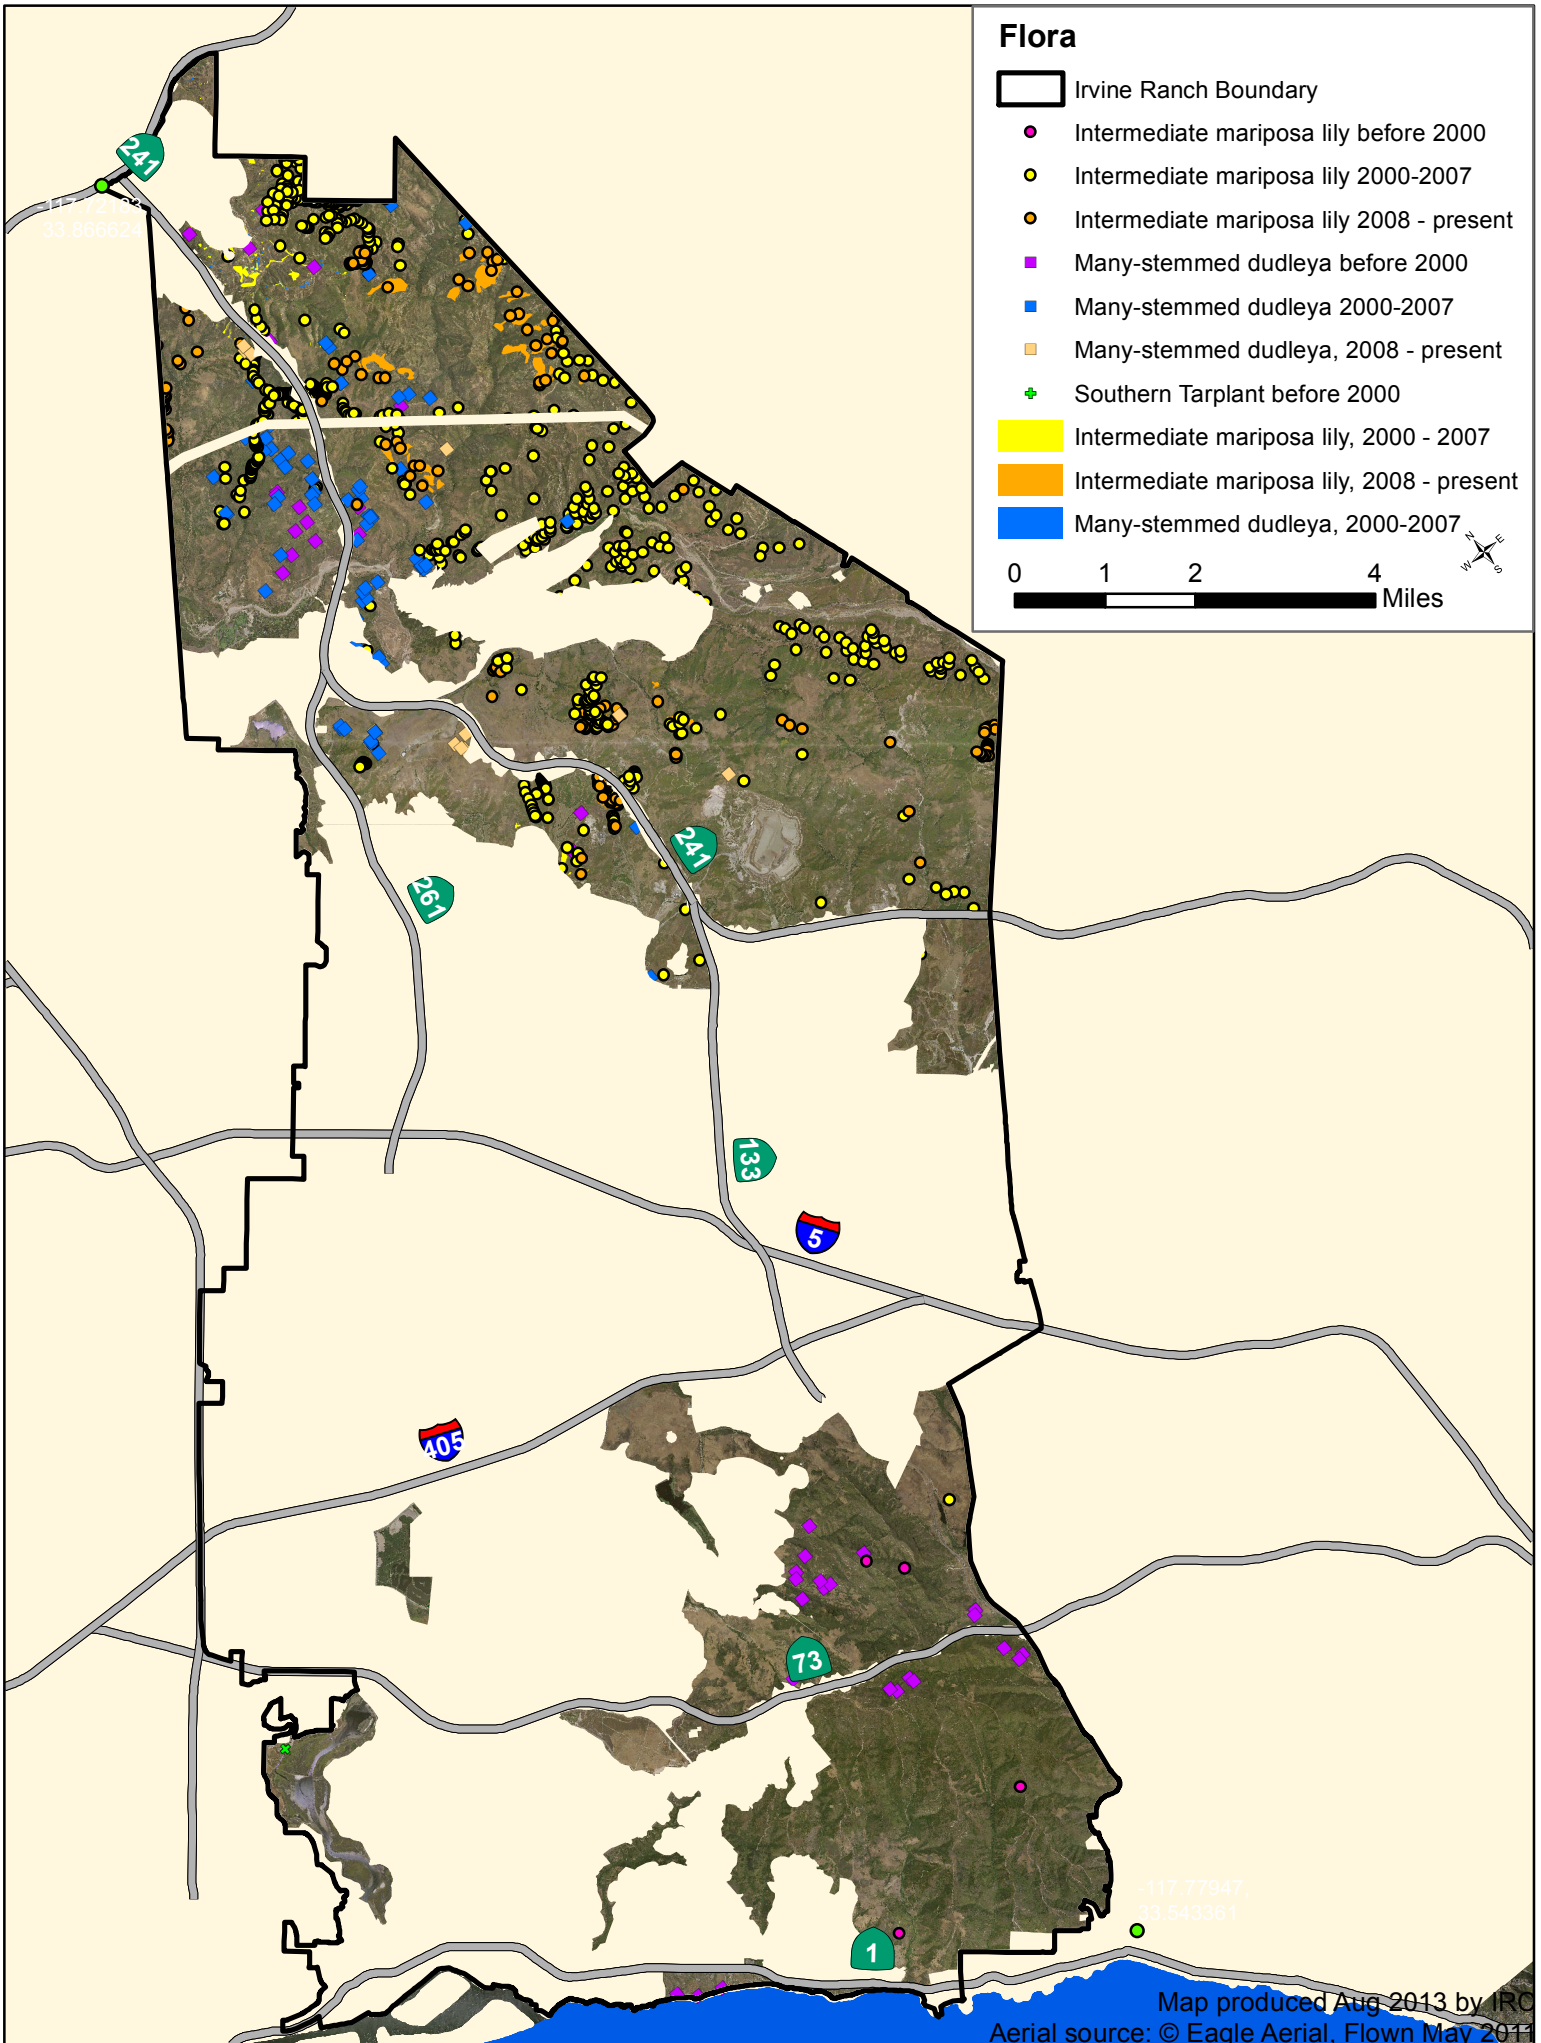 Flora
Irvine Ranch Boundary
Intermediate mariposa lily before 2000
Intermediate mariposa lily 2000-2007
Intermediate mariposa lily 2008 - present
Many-stemmed dudleya before 2000
Many-stemmed dudleya 2000-2007
Many-stemmed dudleya, 2008 - present
Southern Tarplant before 2000
Intermediate mariposa lily, 2000 - 2007
Intermediate mariposa lily, 2008 - present
Many-stemmed dudleya, 2000-2007
N
E
W
S
0 1 2 4
Miles
241
33.866624
241
261
133
5
405
73
-117.77947,
33.543361
1
Map produced Aug 2013 by IRC
Aerial source: © Eagle Aerial, Flown May 2011